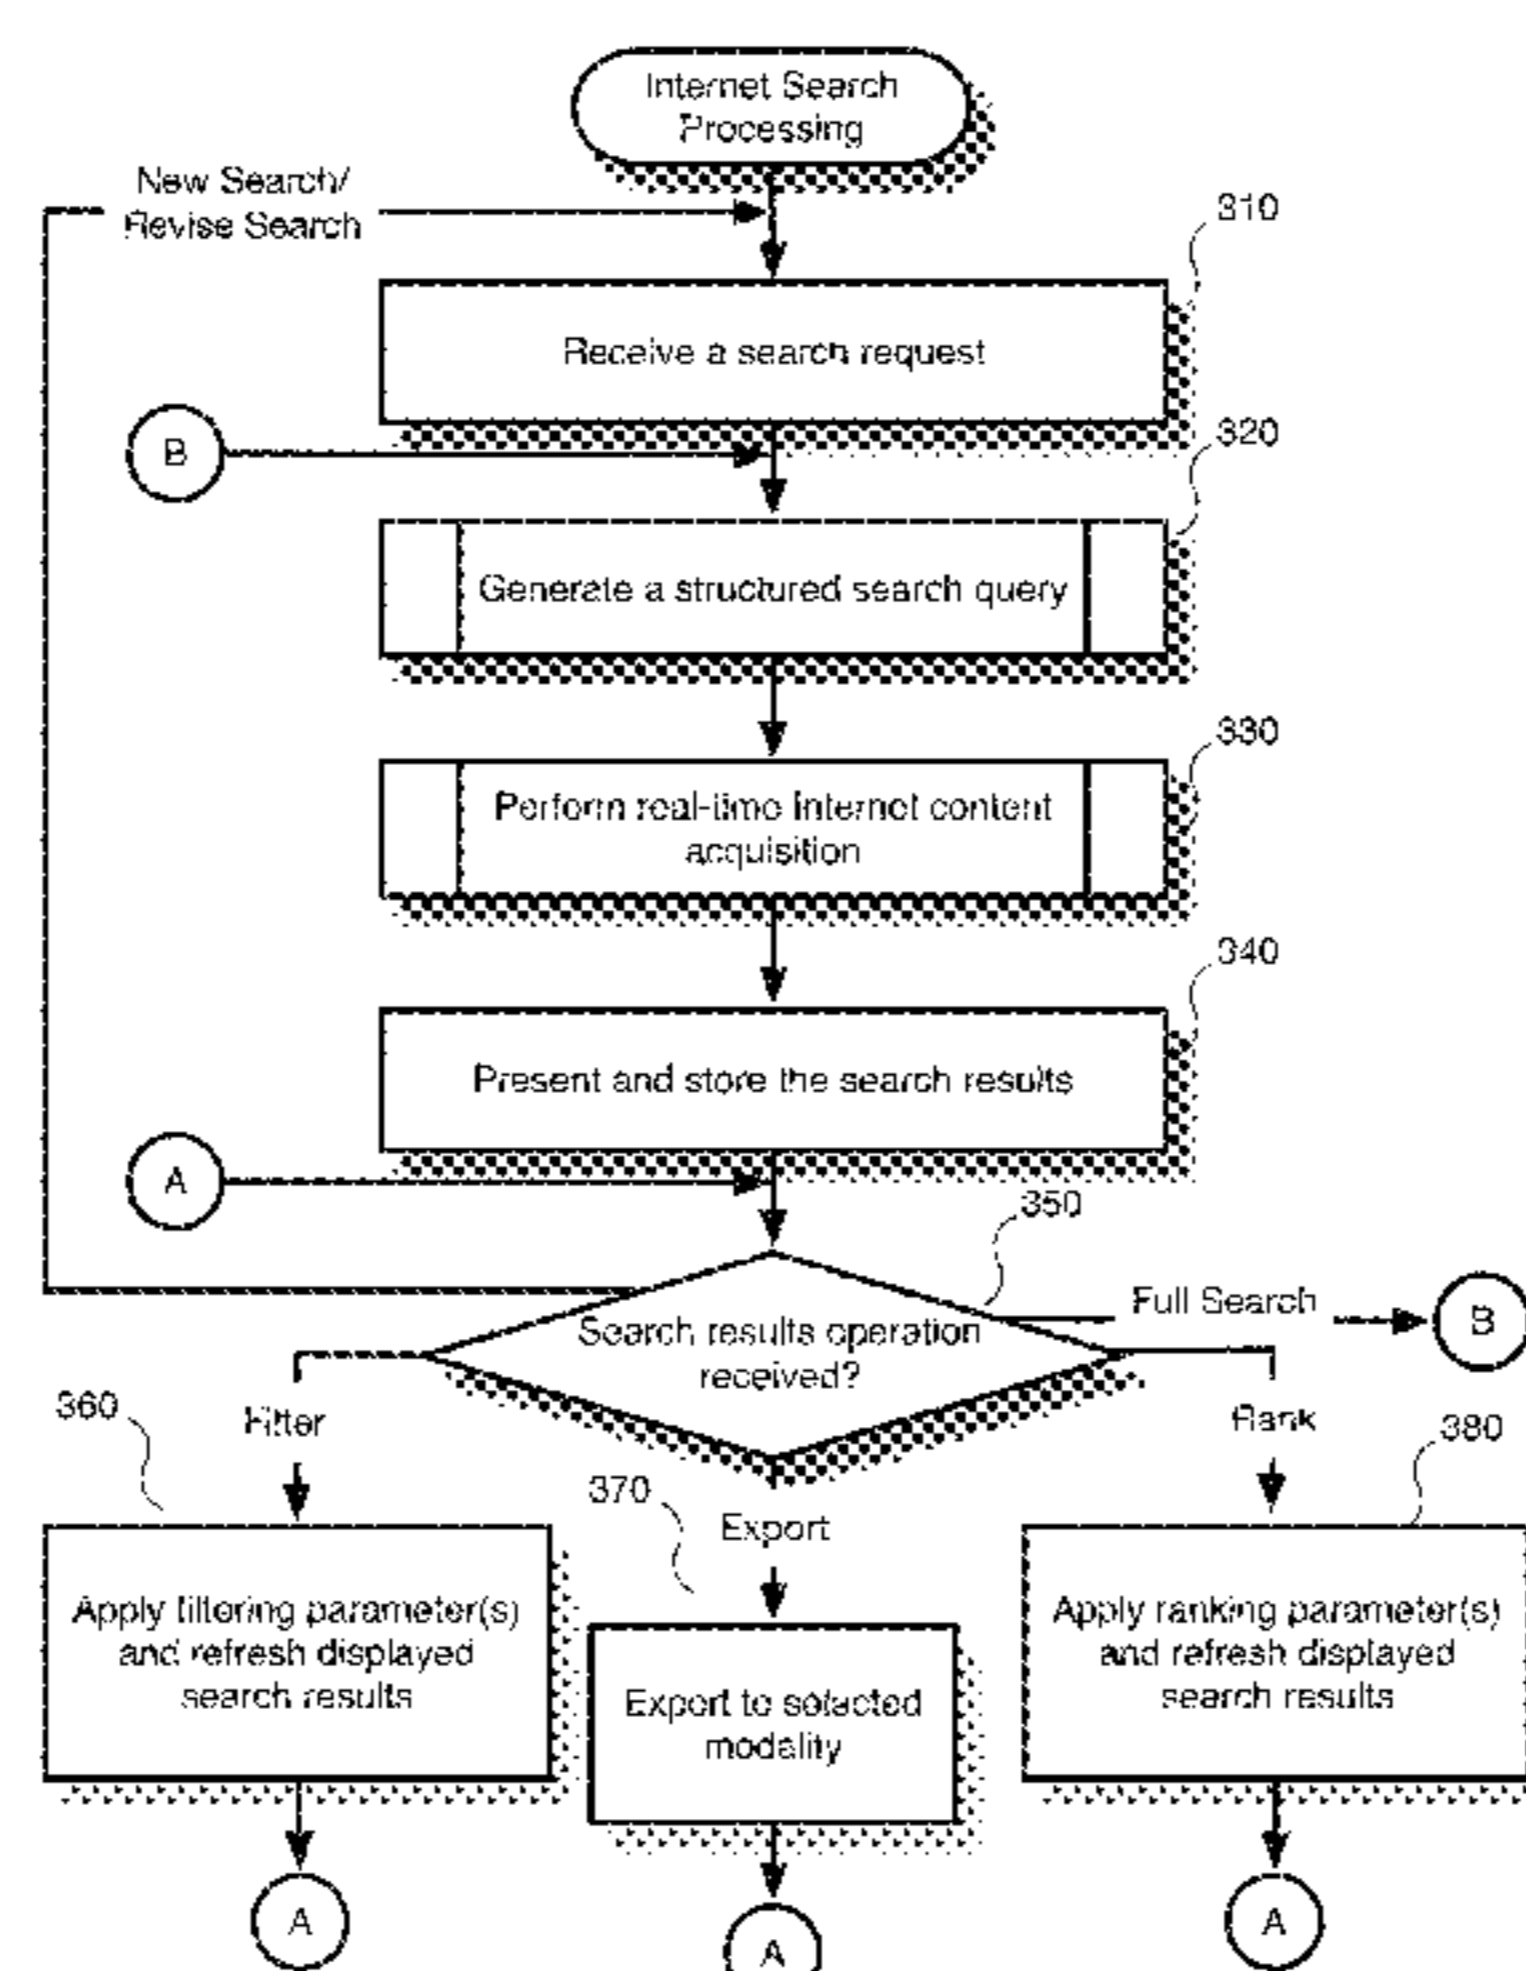 Internet Search
Processing
New Search/
Revise Search
310
Receive a search request
B
320
Generate a structured search query
330
Perform real-time Internet content
acquisition
340
Present and store the search results
A
350
Search results operation
received?
Full Search
B
360
Filter
370
Export
Rank
380
Apply filtering parameter(s)
and refresh displayed
search results
Export to selected
modality
Apply ranking parameter(s)
and refresh displayed
search results
A
A
A